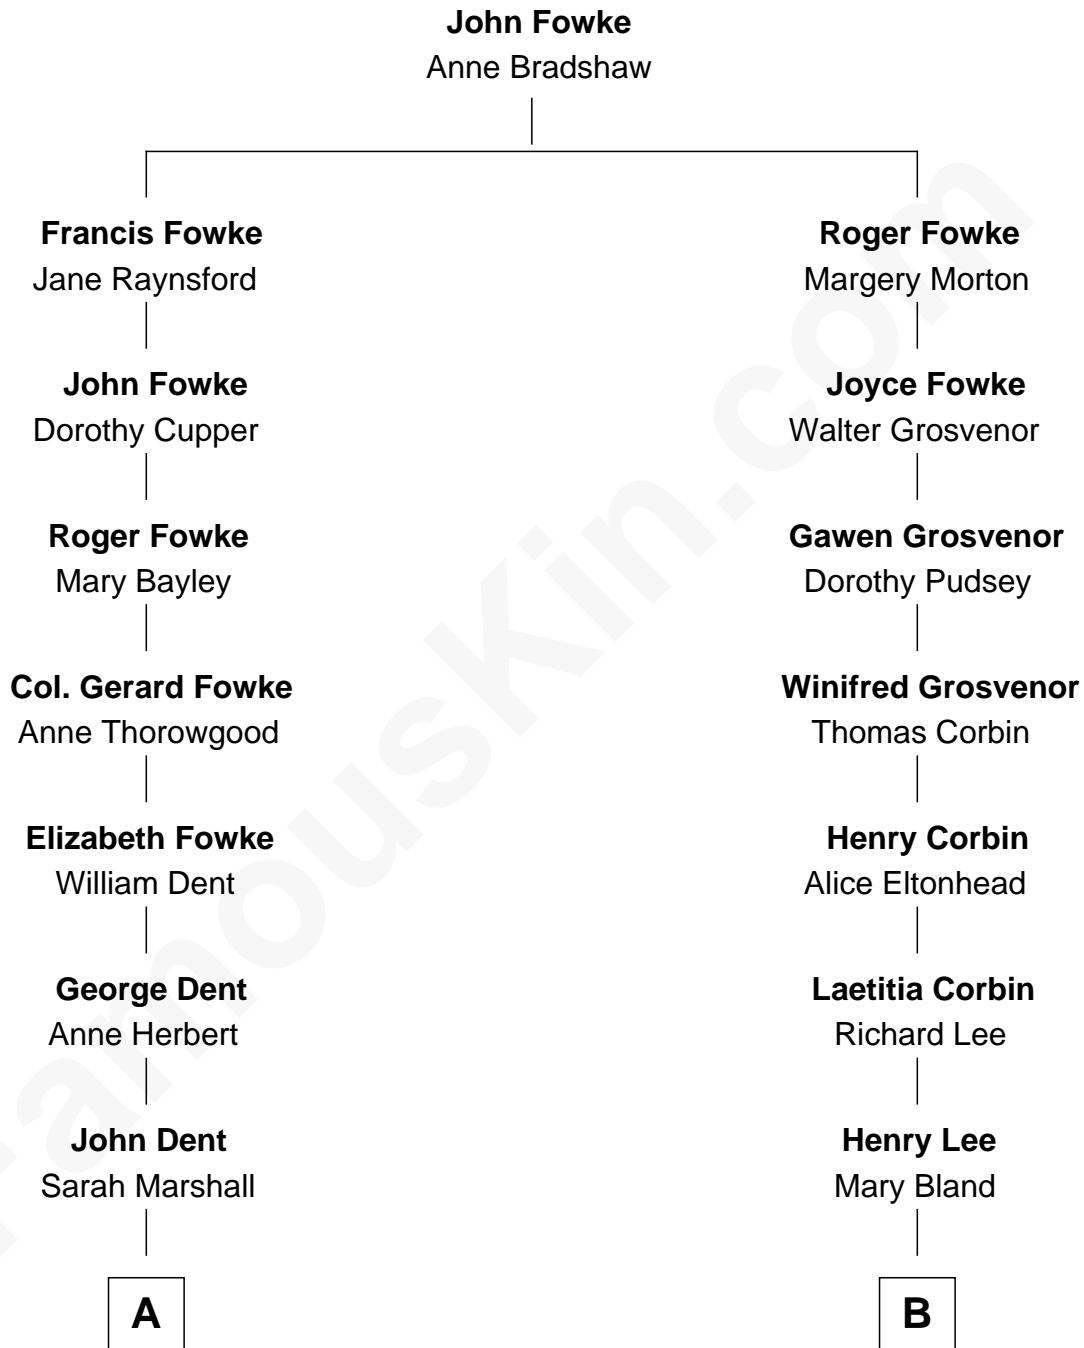 John Fowke
Anne Bradshaw
Francis Fowke
Jane Raynsford
Roger Fowke
Margery Morton
John Fowke
Dorothy Cupper
Joyce Fowke
Walter Grosvenor
Roger Fowke
Mary Bayley
Gawen Grosvenor
Dorothy Pudsey
Col. Gerard Fowke
Anne Thorowgood
Winifred Grosvenor
Thomas Corbin
Elizabeth Fowke
William Dent
Henry Corbin
Alice Eltonhead
George Dent
Anne Herbert
Laetitia Corbin
Richard Lee
John Dent
Sarah Marshall
Henry Lee
Mary Bland
A
B
FamousKin.com